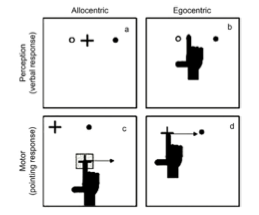 Allocentric
Egocentric
Perception
(verbal response)
a
b
Motor
(pointing response)
c
d